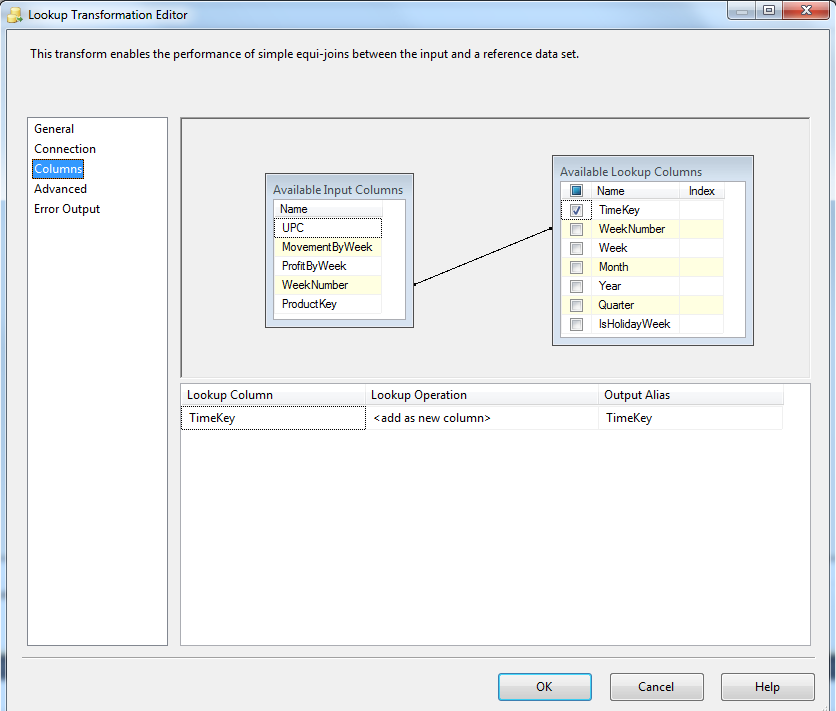 Lookup Transformation Editor
This transform enables the performance of simple equi-joins between the input and a reference data set.
General
Connection
Columns
Advanced
Error Output
Available Input Columns
Name
UPC
MovementByWeek
ProfitByWeek
WeekNumber
ProductKey
Available Lookup Columns
Name Index
TimeKey
WeekNumber
Week
Month
Year
Quarter
IsHolidayWeek
Lookup Column Lookup Operation Output Alias
TimeKey <add as new column> TimeKey
OK Cancel Help